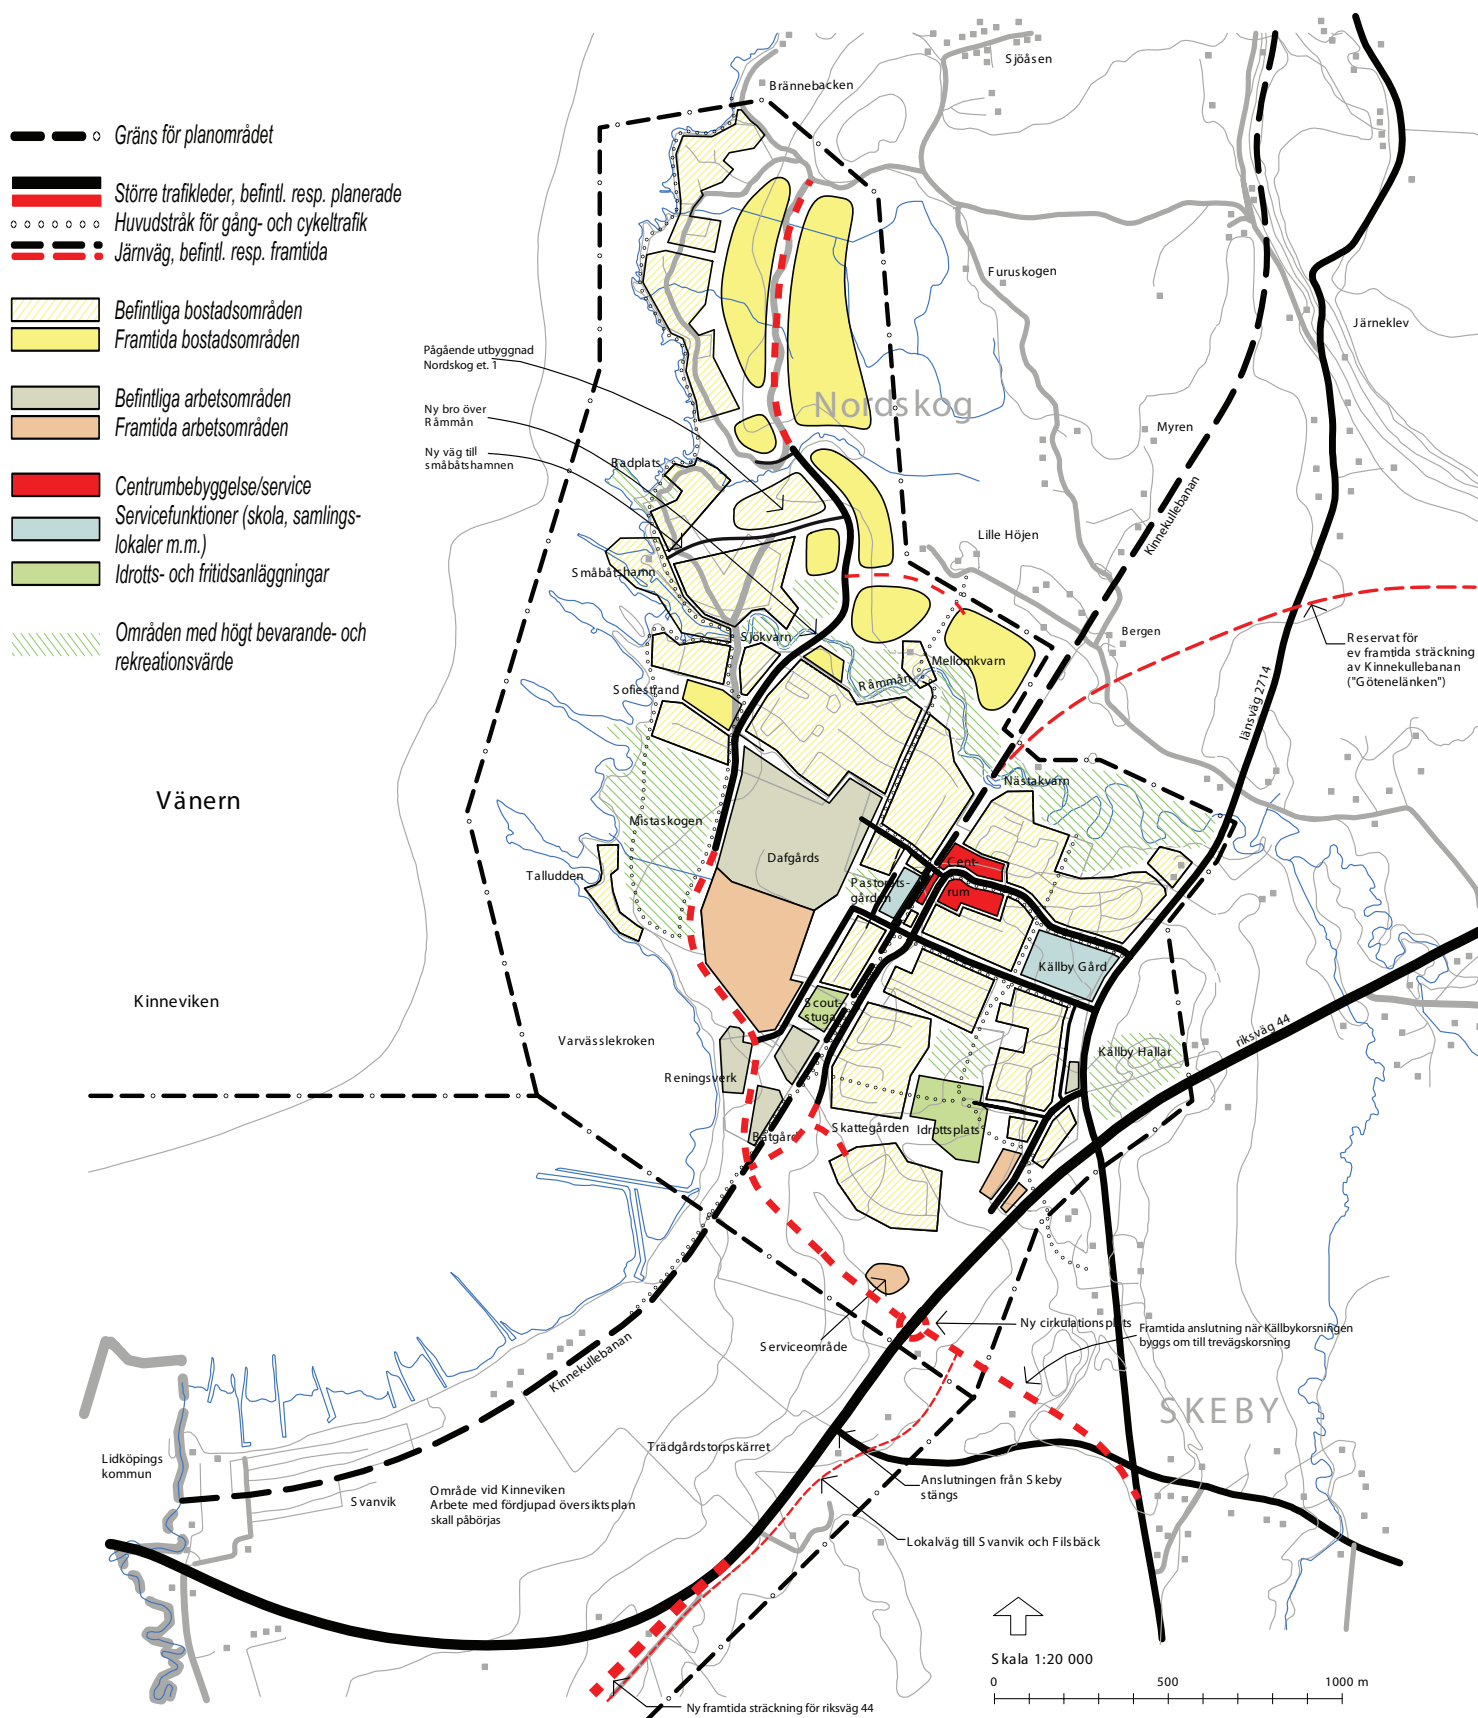 Gräns för planområdet
Större trafikleder, befintl. resp. planerade
Huvudstråk för gång- och cykeltrafik
Järnväg, befintl. resp. framtida
Befintliga bostadsområden
Framtida bostadsområden
Befintliga arbetsområden
Framtida arbetsområden
Centrumbebyggelse/service
Servicefunktioner (skola, samlings-
lokaler m.m.)
Idrotts- och fritidsanläggningar
Områden med högt bevarande- och
rekreationsvärde
Sjöåsen
Brännebacken
Furuskogen
Järneklev
Pågående utbyggnad
Nordskog et. 1
Nordskog
Ny bro över
Råmmån
Myren
Ny väg till
småbåtshamnen
Badplats
Kinnekullebanan
Lille Höjen
Småbåtshamn
Sjökvarn
Bergen
Reservat för
ev framtida sträckning
av Kinnekullebanan
("Götenelänken")
Mellomkvarn
Råmmån
Sofiestrand
länsväg 2714
Nästakvarn
Vänern
Mistaskogen
Dafgårds
Cent-
rum
Talludden
Pastorats-
gården
Källby Gård
Kinneviken
Scout-
stuga
Varvässlekroken
riksväg 44
Källby Hallar
Reningsverk
Båtgård
Skattegården
Idrottsplats
Ny cirkulationsplats
Framtida anslutning när Källbykorsningen
byggs om till trevägskorsning
Serviceområde
Kinnekullebanan
SKEBY
Trädgårdstorpskärret
Lidköpings
kommun
Svanvik
Område vid Kinneviken
Arbete med fördjupad översiktsplan
skall påbörjas
Anslutningen från Skeby
stängs
Lokalväg till Svanvik och Filsbäck
Skala 1:20 000
0 500 1000 m
Ny framtida sträckning för riksväg 44